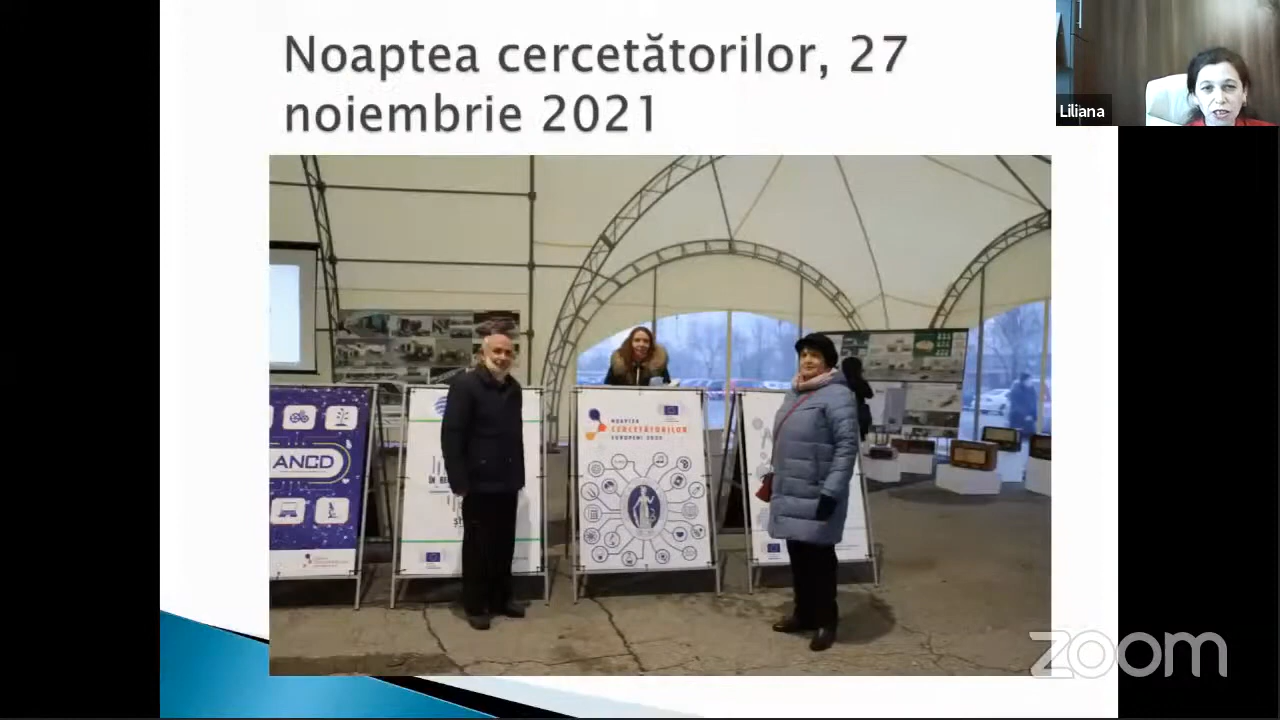 Noaptea cercetătorilor, 27
noiembrie 2021
Liliana
ANCD
NOAPTEA
CERCETĂTORILOR
EUROPENI 2020
zoom